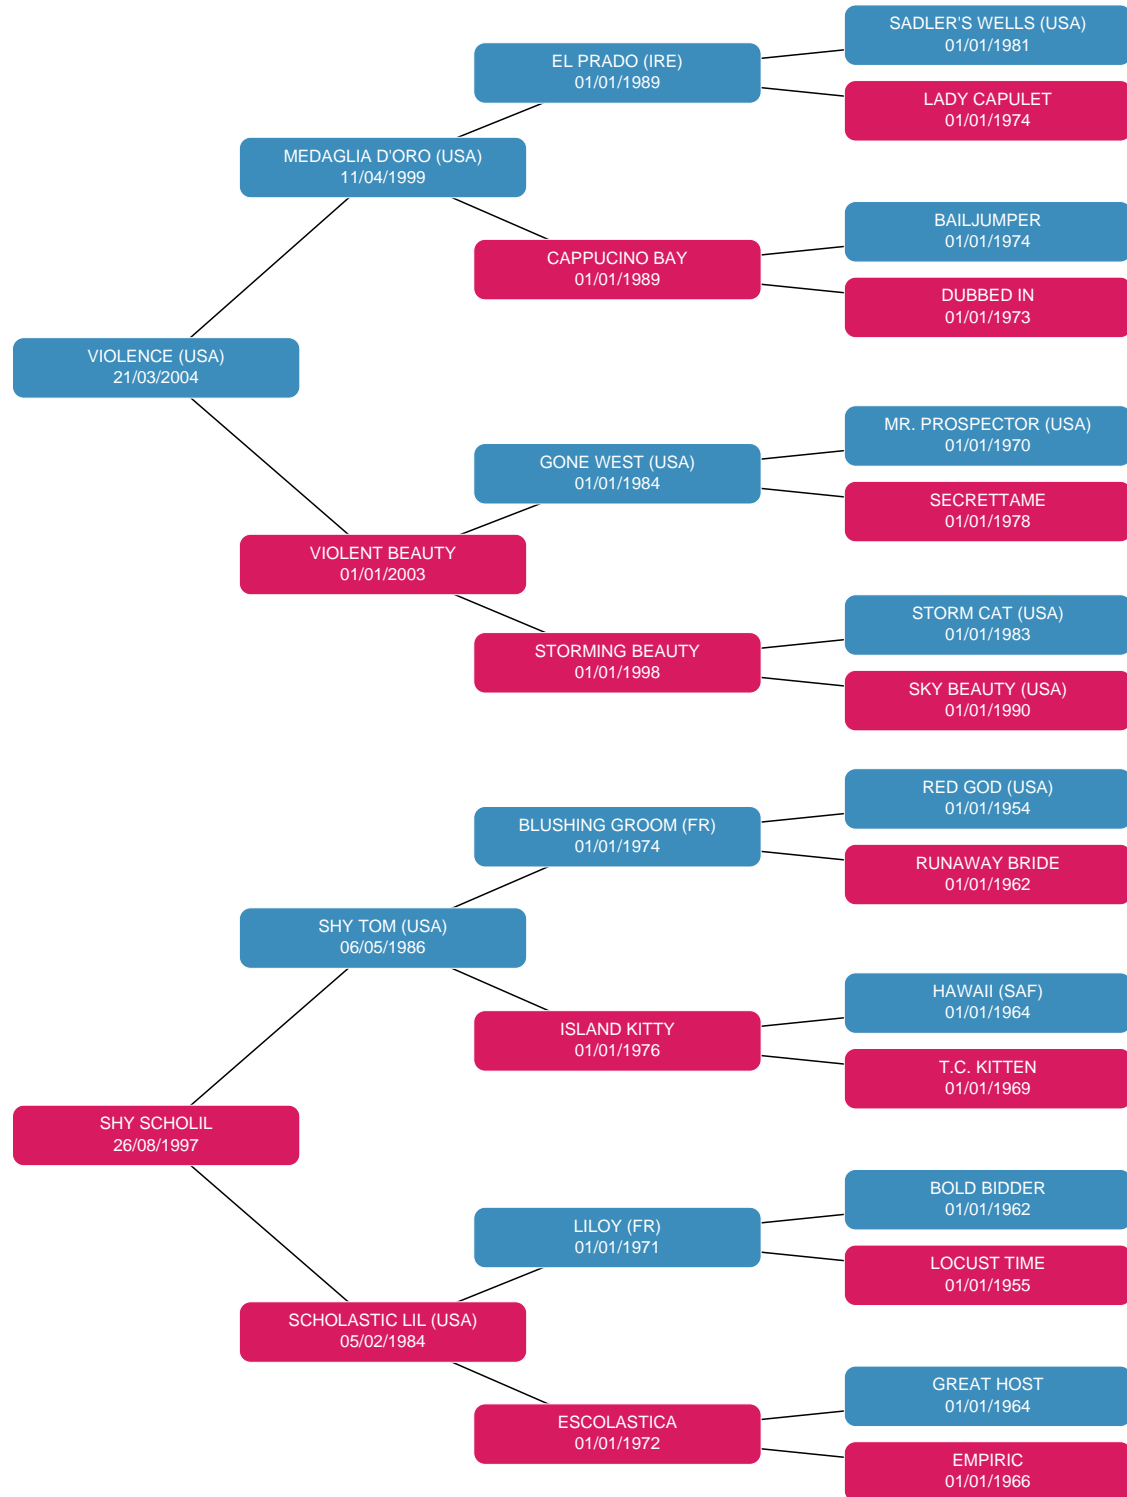 SADLER'S WELLS (USA)
01/01/1981
EL PRADO (IRE)
01/01/1989
LADY CAPULET
01/01/1974
MEDAGLIA D'ORO (USA)
11/04/1999
BAILJUMPER
01/01/1974
CAPPUCINO BAY
01/01/1989
DUBBED IN
01/01/1973
VIOLENCE (USA)
21/03/2004
MR. PROSPECTOR (USA)
01/01/1970
GONE WEST (USA)
01/01/1984
SECRETTAME
01/01/1978
VIOLENT BEAUTY
01/01/2003
STORM CAT (USA)
01/01/1983
STORMING BEAUTY
01/01/1998
SKY BEAUTY (USA)
01/01/1990
RED GOD (USA)
01/01/1954
BLUSHING GROOM (FR)
01/01/1974
RUNAWAY BRIDE
01/01/1962
SHY TOM (USA)
06/05/1986
HAWAII (SAF)
01/01/1964
ISLAND KITTY
01/01/1976
T.C. KITTEN
01/01/1969
SHY SCHOLIL
26/08/1997
BOLD BIDDER
01/01/1962
LILOY (FR)
01/01/1971
LOCUST TIME
01/01/1955
SCHOLASTIC LIL (USA)
05/02/1984
GREAT HOST
01/01/1964
ESCOLASTICA
01/01/1972
EMPIRIC
01/01/1966